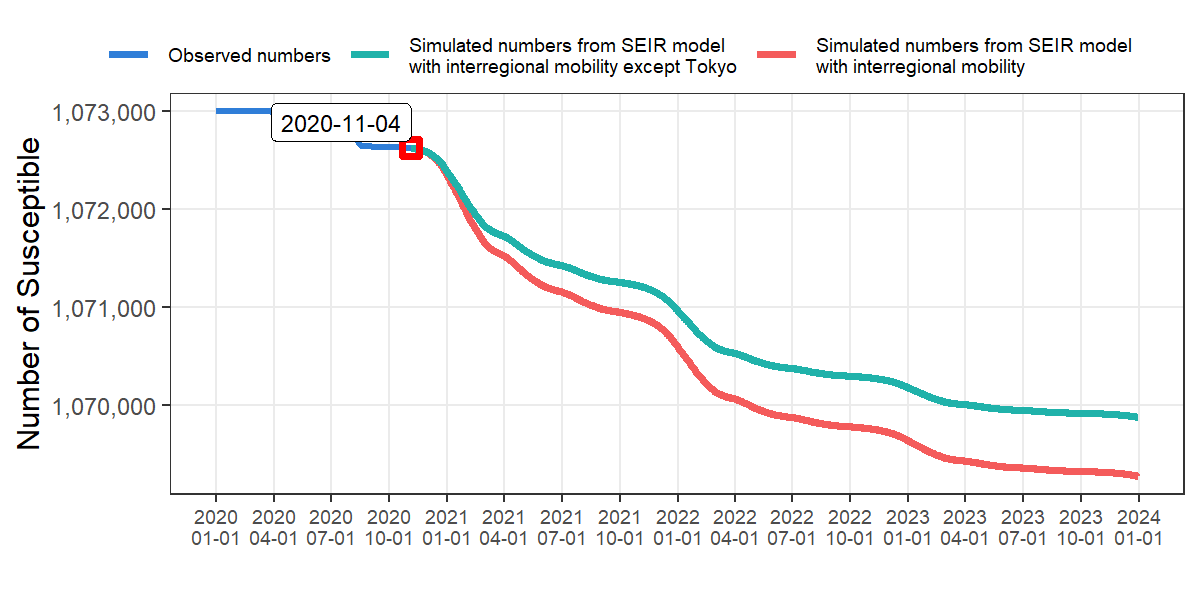 Observed numbers
Simulated numbers from SEIR model
with interregional mobility except Tokyo
Simulated numbers from SEIR model
with interregional mobility
Number of Susceptible
1,073,000
1,072,000
1,071,000
1,070,000
2020-11-04
2020 2020 2020 2020 2021 2021 2021 2021 2022 2022 2022 2022 2023 2023 2023 2023 2024
01-01 04-01 07-01 10-01 01-01 04-01 07-01 10-01 01-01 04-01 07-01 10-01 01-01 04-01 07-01 10-01 01-01